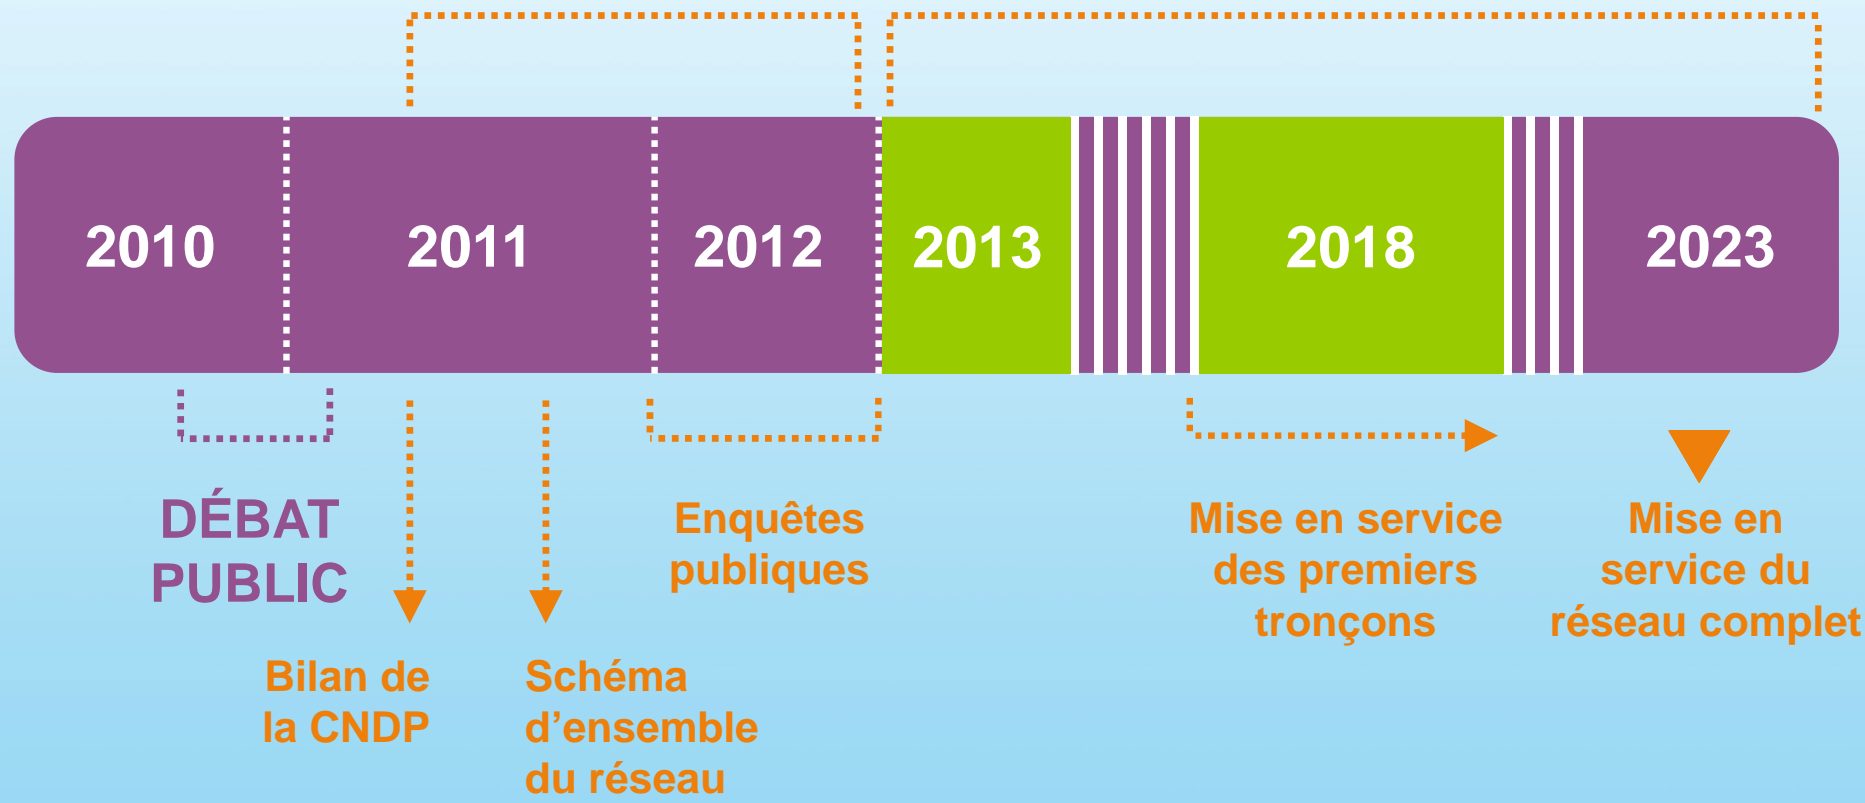 2010
2011
2012
2013
2018
2023
DÉBAT
PUBLIC
Bilan de
la CNDP
Schéma
d’ensemble
du réseau
Enquêtes
publiques
Mise en service
des premiers
tronçons
Mise en
service du
réseau complet